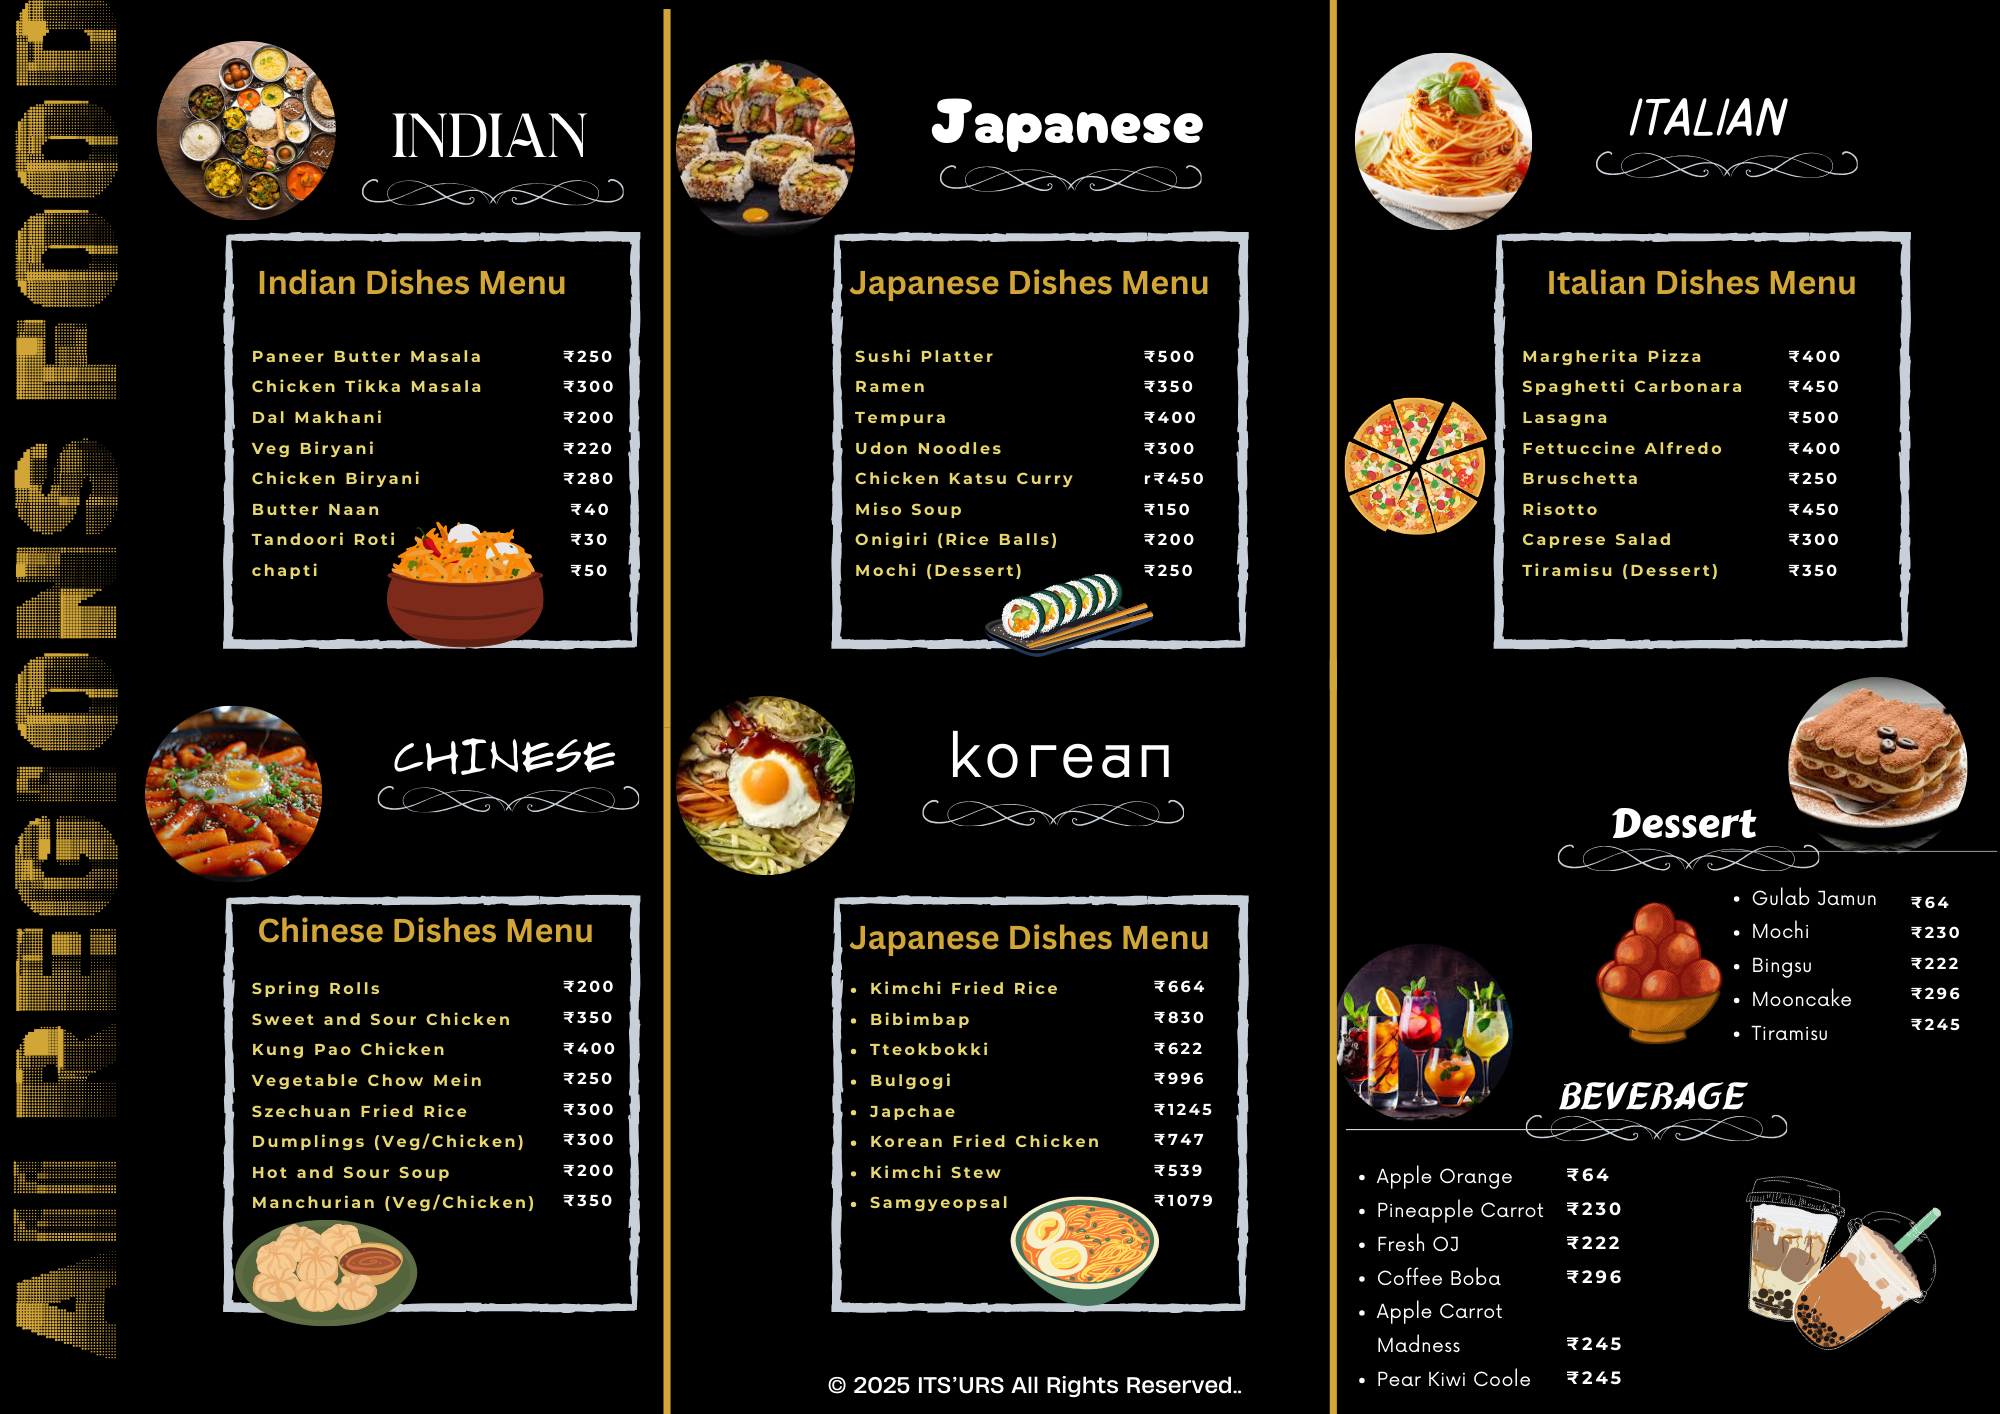 All REGIONS FOOD
INDIAN
Indian Dishes Menu
Paneer Butter Masala ₹250
Chicken Tikka Masala ₹300
Dal Makhani ₹200
Veg Biryani ₹220
Chicken Biryani ₹280
Butter Naan ₹40
Tandoori Roti ₹30
chapti ₹50
CHINESE
Chinese Dishes Menu
Spring Rolls ₹200
Sweet and Sour Chicken ₹350
Kung Pao Chicken ₹400
Vegetable Chow Mein ₹250
Szechuan Fried Rice ₹300
Dumplings (Veg/Chicken) ₹300
Hot and Sour Soup ₹200
Manchurian (Veg/Chicken) ₹350
Japanese
Japanese Dishes Menu
Sushi Platter ₹500
Ramen ₹350
Tempura ₹400
Udon Noodles ₹300
Chicken Katsu Curry r₹450
Miso Soup ₹150
Onigiri (Rice Balls) ₹200
Mochi (Dessert) ₹250
korean
Japanese Dishes Menu
• Kimchi Fried Rice ₹664
• Bibimbap ₹830
• Tteokbokki ₹622
• Bulgogi ₹996
• Japchae ₹1245
• Korean Fried Chicken ₹747
• Kimchi Stew ₹539
• Samgyeopsal ₹1079
© 2025 ITS'URS All Rights Reserved..
ITALIAN
Italian Dishes Menu
Margherita Pizza ₹400
Spaghetti Carbonara ₹450
Lasagna ₹500
Fettuccine Alfredo ₹400
Bruschetta ₹250
Risotto ₹450
Caprese Salad ₹300
Tiramisu (Dessert) ₹350
Dessert
• Gulab Jamun ₹64
• Mochi ₹230
• Bingsu ₹222
• Mooncake ₹296
• Tiramisu ₹245
BEVERAGE
• Apple Orange ₹64
• Pineapple Carrot ₹230
• Fresh OJ ₹222
• Coffee Boba ₹296
• Apple Carrot
Madness ₹245
• Pear Kiwi Coole ₹245